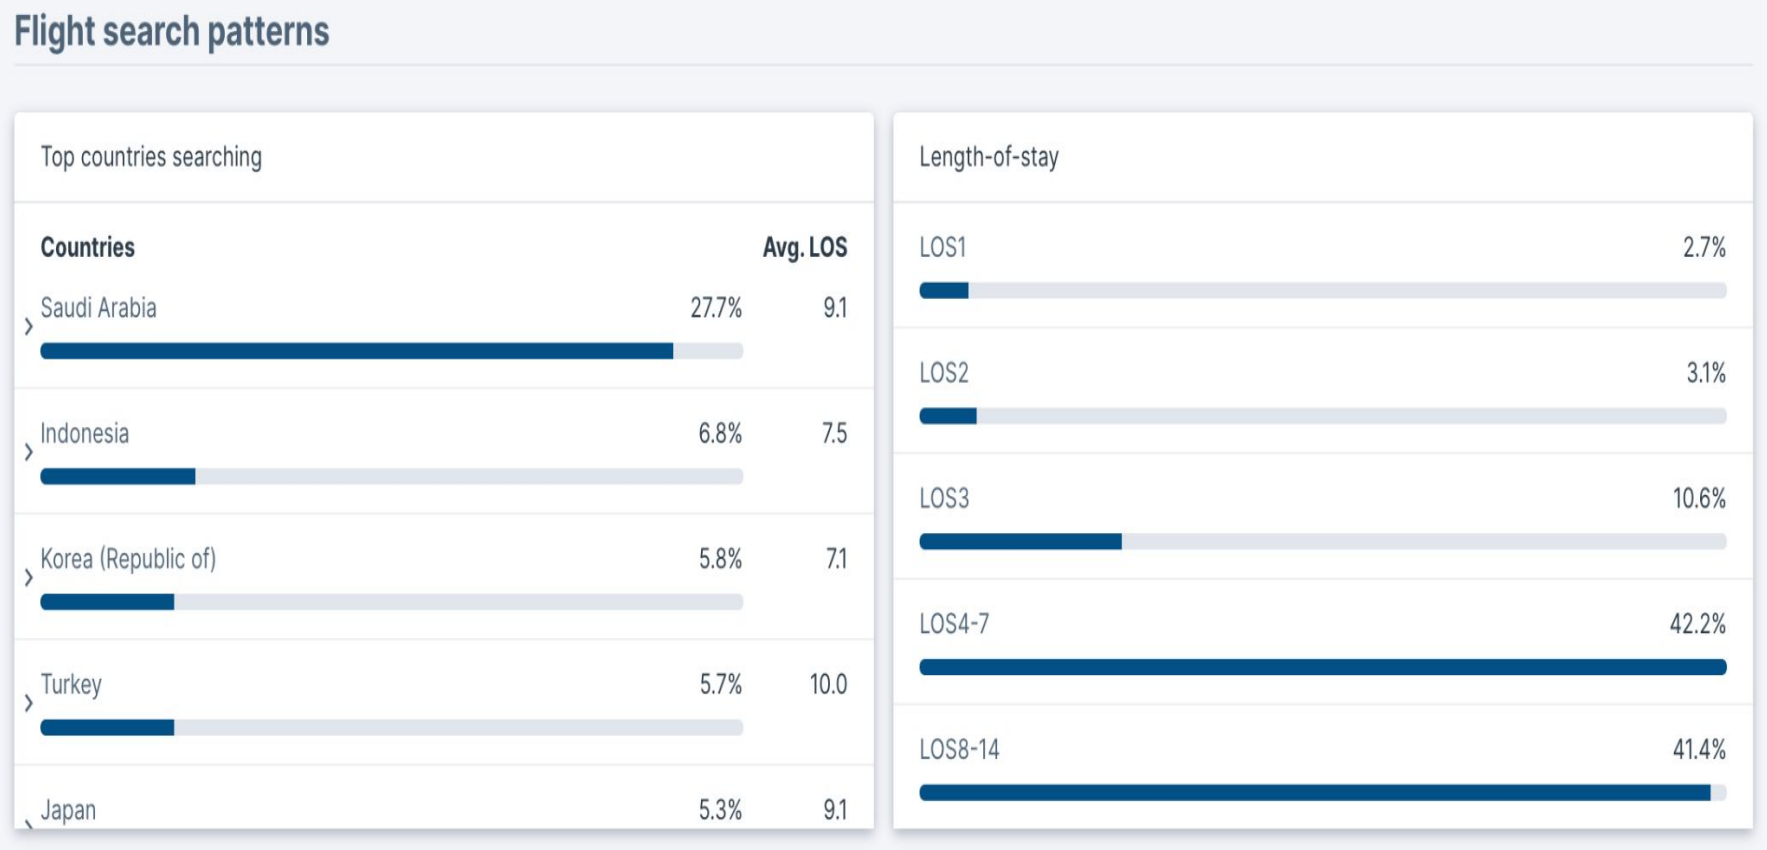 Flight search patterns
Top countries searching
Countries Avg. LOS
Saudi Arabia 27.7% 9.1
Indonesia 6.8% 7.5
Korea (Republic of) 5.8% 7.1
Turkey 5.7% 10.0
Japan 5.3% 9.1
Length-of-stay
LOS1 2.7%
LOS2 3.1%
LOS3 10.6%
LOS4-7 42.2%
LOS8-14 41.4%